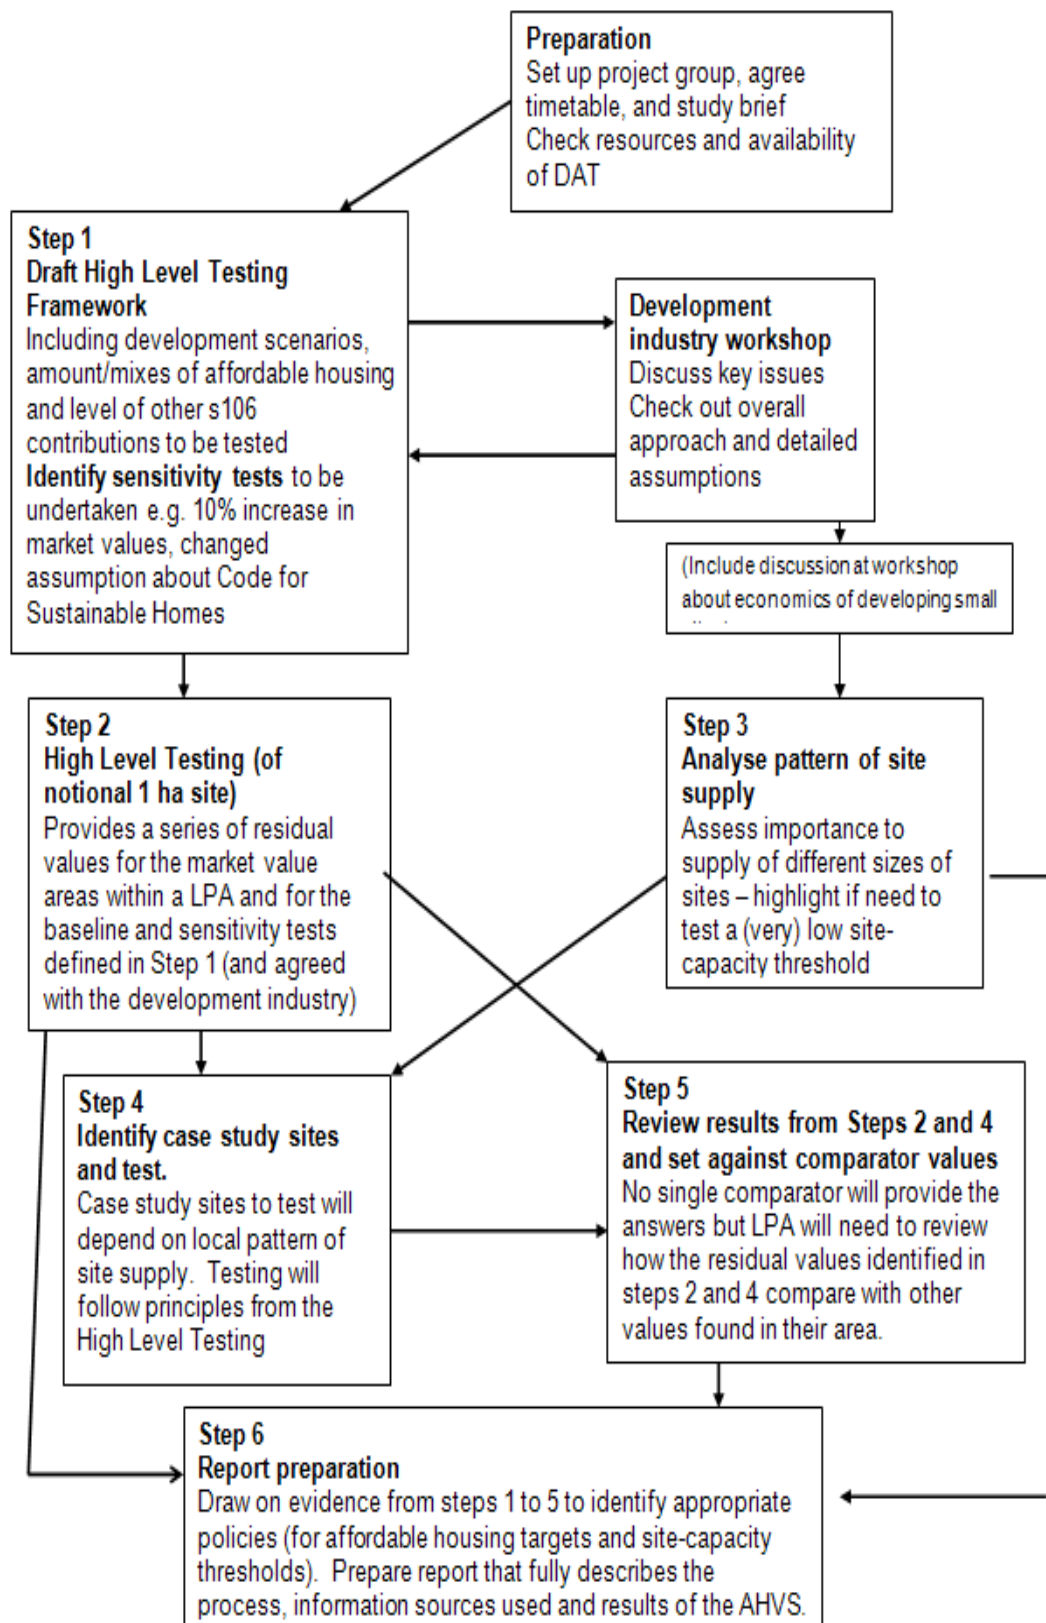 Preparation
Set up project group, agree
timetable, and study brief
Check resources and availability
of DAT
Step 1
Draft High Level Testing
Framework
Including development scenarios,
amount/mixes of affordable housing
and level of other s106
contributions to be tested
Identify sensitivity tests to be
undertaken e.g. 10% increase in
market values, changed
assumption about Code for
Sustainable Homes
Development
industry workshop
Discuss key issues
Check out overall
approach and detailed
assumptions
(Include discussion at workshop
about economics of developing small
Step 2
High Level Testing (of
notional 1 ha site)
Provides a series of residual
values for the market value
areas within a LPA and for the
baseline and sensitivity tests
defined in Step 1 (and agreed
with the development industry)
Step 3
Analyse pattern of site
supply
Assess importance to
supply of different sizes of
sites – highlight if need to
test a (very) low site-
capacity threshold
Step 4
Identify case study sites
and test.
Case study sites to test will
depend on local pattern of
site supply. Testing will
follow principles from the
High Level Testing
Step 5
Review results from Steps 2 and 4
and set against comparator values
No single comparator will provide the
answers but LPA will need to review
how the residual values identified in
steps 2 and 4 compare with other
values found in their area.
Step 6
Report preparation
Draw on evidence from steps 1 to 5 to identify appropriate
policies (for affordable housing targets and site-capacity
thresholds). Prepare report that fully describes the
process, information sources used and results of the AHVS.